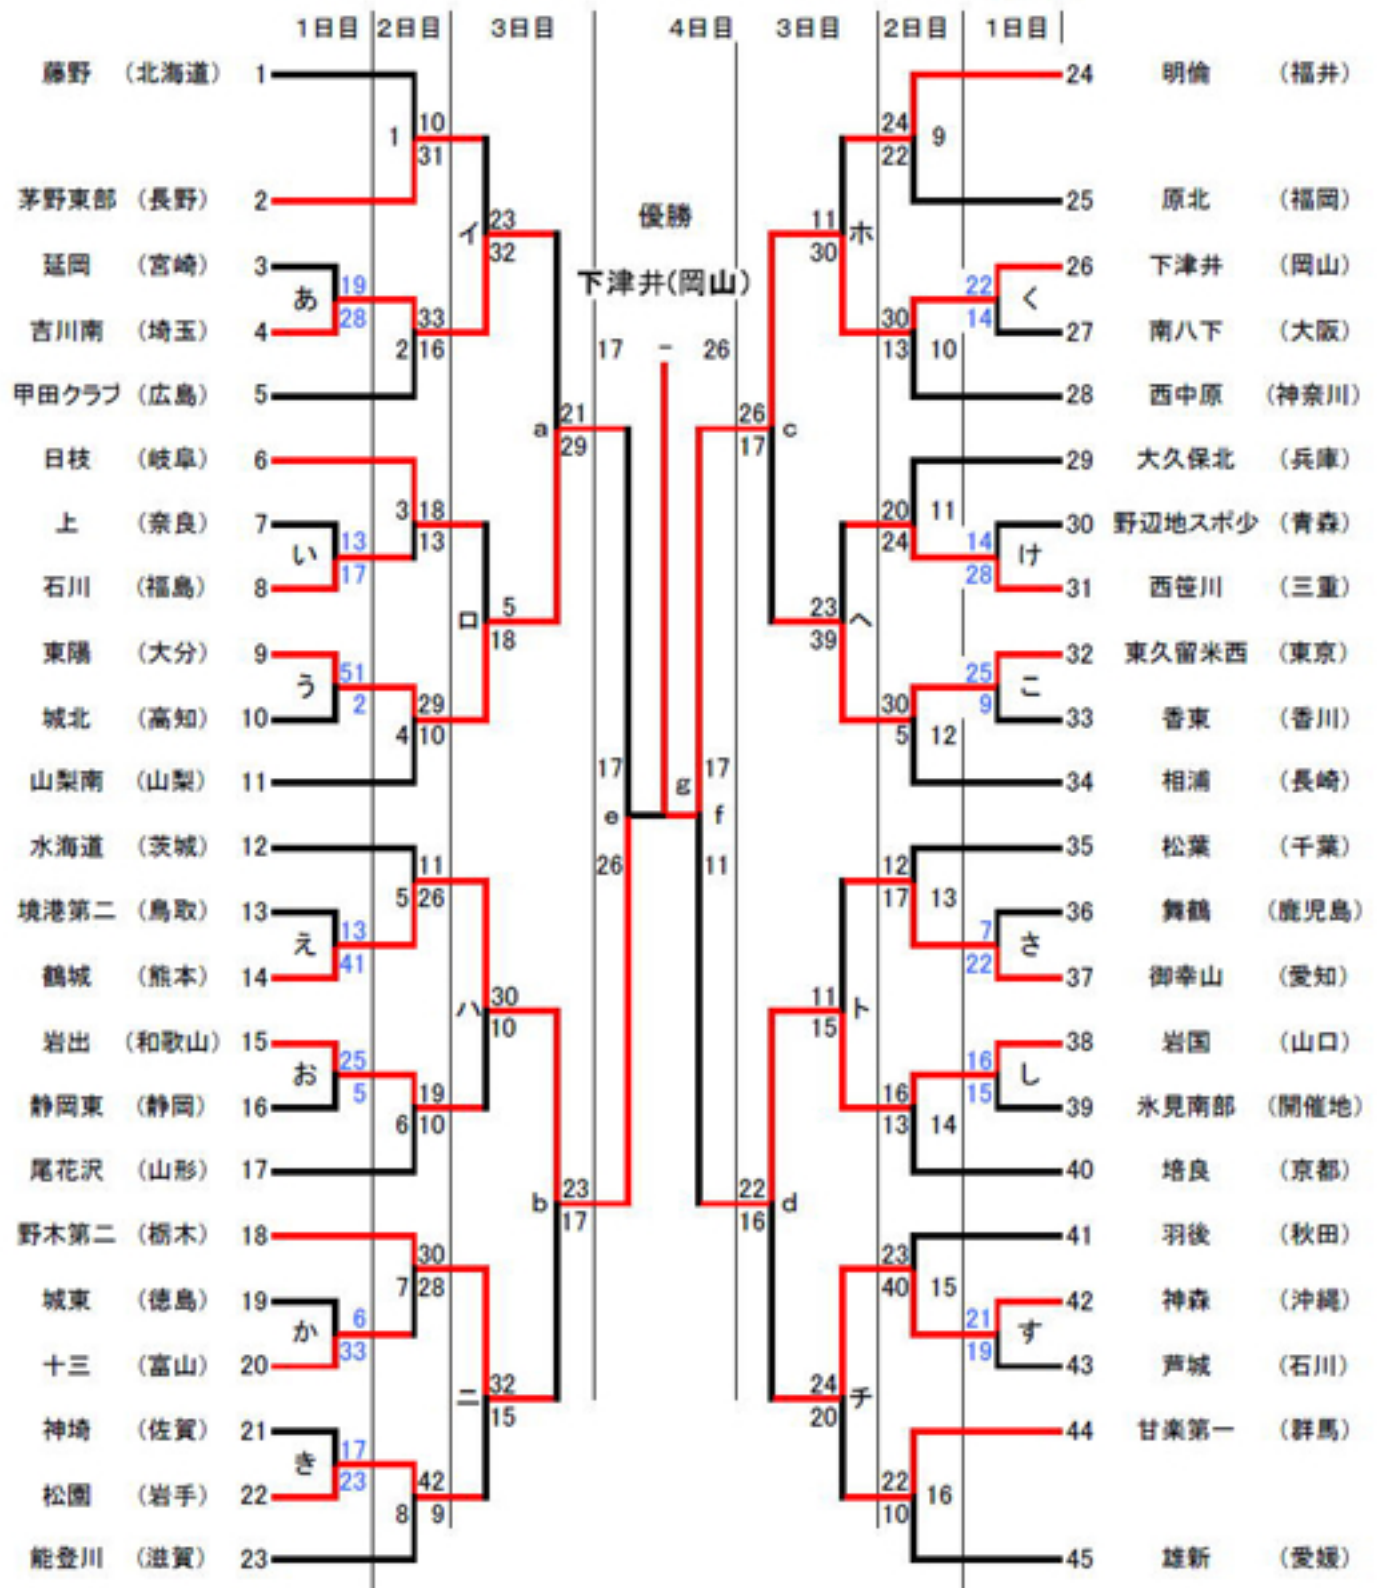 1日目 2日目 3日目 4日目 3日目 2日目 1日目
藤野 (北海道) 1
24 明倫 (福井)
10 24
1 9
31 22
茅野東部 (長野) 2
25 原北 (福岡)
優勝
23 11
イ ホ
32 30
延岡 (宮崎) 3
26 下津井 (岡山)
下津井(岡山)
あ 19 22 く
28 14
吉川南 (埼玉) 4
27 南八下 (大阪)
33 30
2 16 13 10
17 - 26
甲田クラブ (広島) 5
28 西中原 (神奈川)
21 26
a c
29 17
日枝 (岐阜) 6
29 大久保北 (兵庫)
3 18 20 11
13 24
上 (奈良) 7
30 野辺地スポ少 (青森)
い 13 14 け
17 28
石川 (福島) 8
31 西笹川 (三重)
5 23
ロ ヘ
18 39
東陽 (大分) 9
32 東久留米西 (東京)
う 51 25 こ
2 9
城北 (高知) 10
33 香東 (香川)
29 30
4 10 5 12
山梨南 (山梨) 11
34 相浦 (長崎)
17 g 17
e f
26 11
水海道 (茨城) 12
35 松葉 (千葉)
11 12
5 26 17 13
境港第二 (鳥取) 13
36 舞鶴 (鹿児島)
え 13 7 さ
41 22
鶴城 (熊本) 14
37 御幸山 (愛知)
30 11
ハ ト
10 15
岩出 (和歌山) 15
38 岩国 (山口)
お 25 16 し
5 15
静岡東 (静岡) 16
39 氷見南部 (開催地)
19 16
6 10 13 14
尾花沢 (山形) 17
40 培良 (京都)
23 22
b d
17 16
野木第二 (栃木) 18
41 羽後 (秋田)
30 23
7 28 40 15
城東 (徳島) 19
42 神森 (沖縄)
か 6 21 す
33 19
十三 (富山) 20
43 芦城 (石川)
32 24
ニ チ
15 20
神埼 (佐賀) 21
44 甘楽第一 (群馬)
き 17
23
松園 (岩手) 22
42 22
8 9 10 16
能登川 (滋賀) 23
45 雄新 (愛媛)